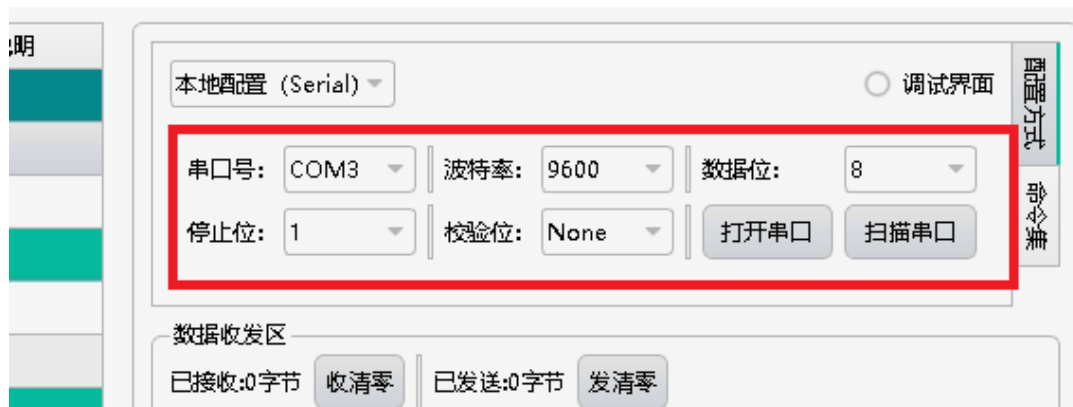 明
本地配置 (Serial)
调试界面
配置方式
串口号: COM3 波特率: 9600 数据位: 8
停止位: 1 校验位: None 打开串口 扫描串口
命令集
数据收发区
已接收:0字节 收清零 已发送:0字节 发清零